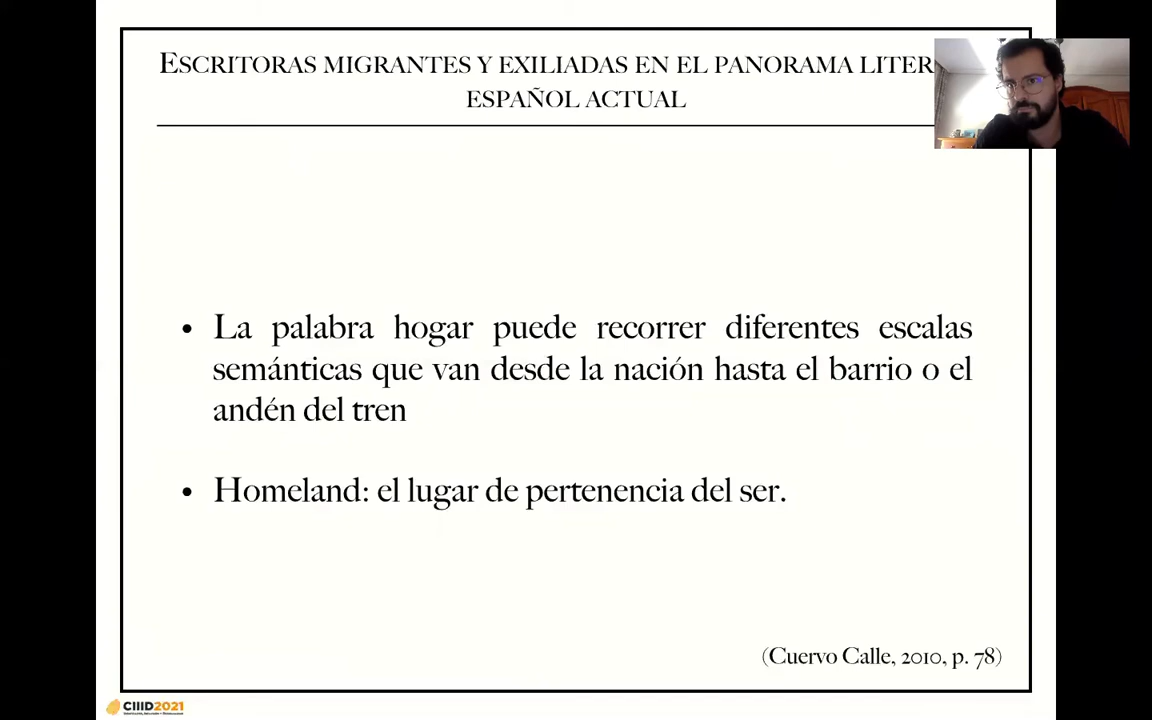 ESCRITORAS MIGRANTES Y EXILIADAS EN EL PANORAMA LITER
ESPAÑOL ACTUAL
• La palabra hogar puede recorrer diferentes escalas
semánticas que van desde la nación hasta el barrio o el
andén del tren
• Homeland: el lugar de pertenencia del ser.
(Cuervo Calle, 2010, p. 78)
CIIID2021